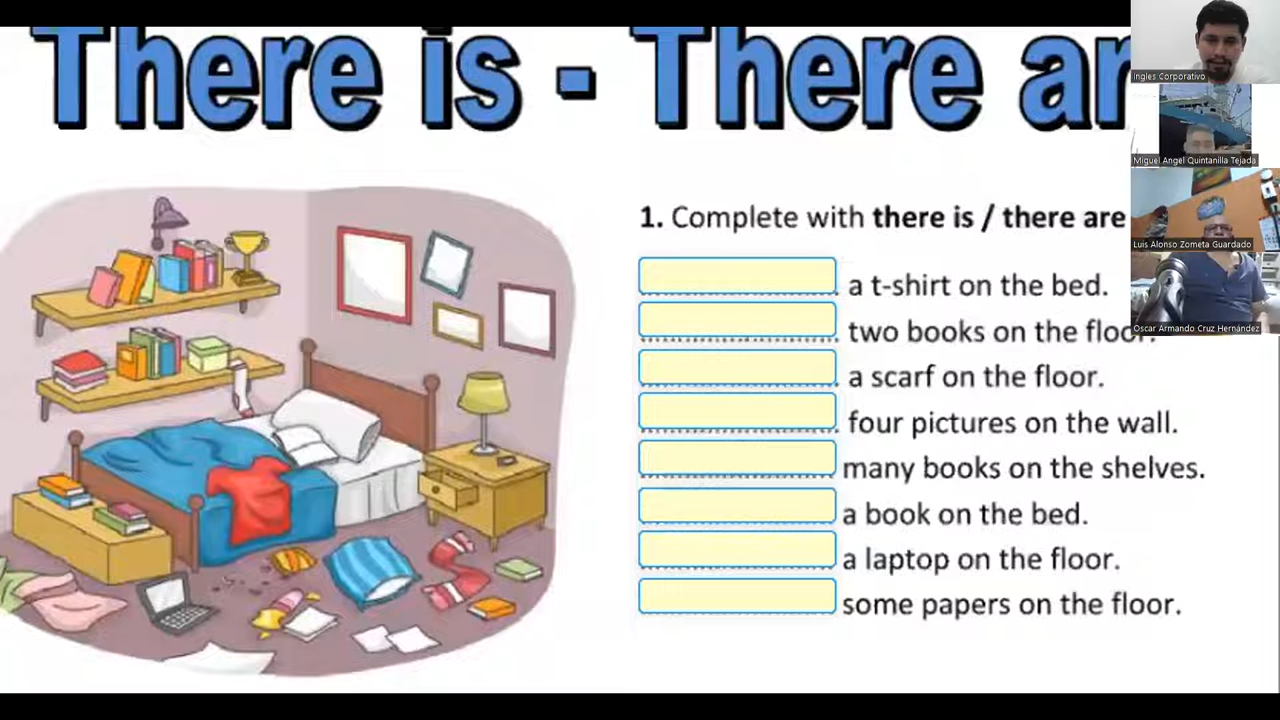 There is - There ar
1. Complete with there is / there are
a t-shirt on the bed.
two books on the floor.
a scarf on the floor.
four pictures on the wall.
many books on the shelves.
a book on the bed.
a laptop on the floor.
some papers on the floor.
Ingles Corporativo
Miguel Angel Quintanilla Tejada
Luis Alonso Zometa Guardado
Oscar Armando Cruz Hernández